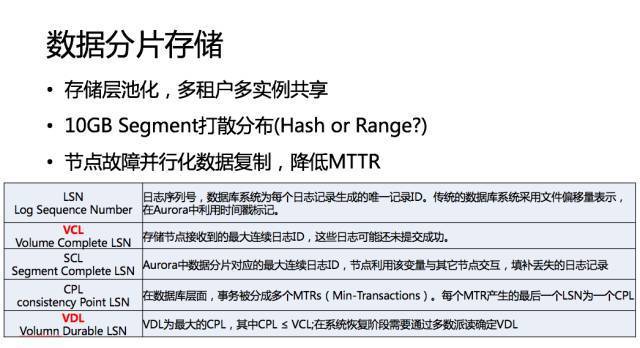 数据分片存储
• 存储层池化，多租户多实例共享
• 10GB Segment打散分布(Hash or Range?)
• 节点故障并行化数据复制，降低MTTR
LSN
Log Sequence Number
日志序列号，数据库系统为每个日志记录生成的唯一记录ID。传统的数据库系统采用文件偏移量表示，
在Aurora中利用时间戳标记。
VCL
Volume Complete LSN
存储节点接收到的最大连续日志ID，这些日志可能还未提交成功。
SCL
Segment Complete LSN
Aurora中数据分片对应的最大连续日志ID，节点利用该变量与其它节点交互，填补丢失的日志记录
CPL
consistency Point LSN
在数据库层面，事务被分成多个MTRs（Min-Transactions）。每个MTR产生的最后一个LSN为一个CPL
VDL
Volumn Durable LSN
VDL为最大的CPL，其中CPL ≤ VCL;在系统恢复阶段需要通过多数派读确定VDL